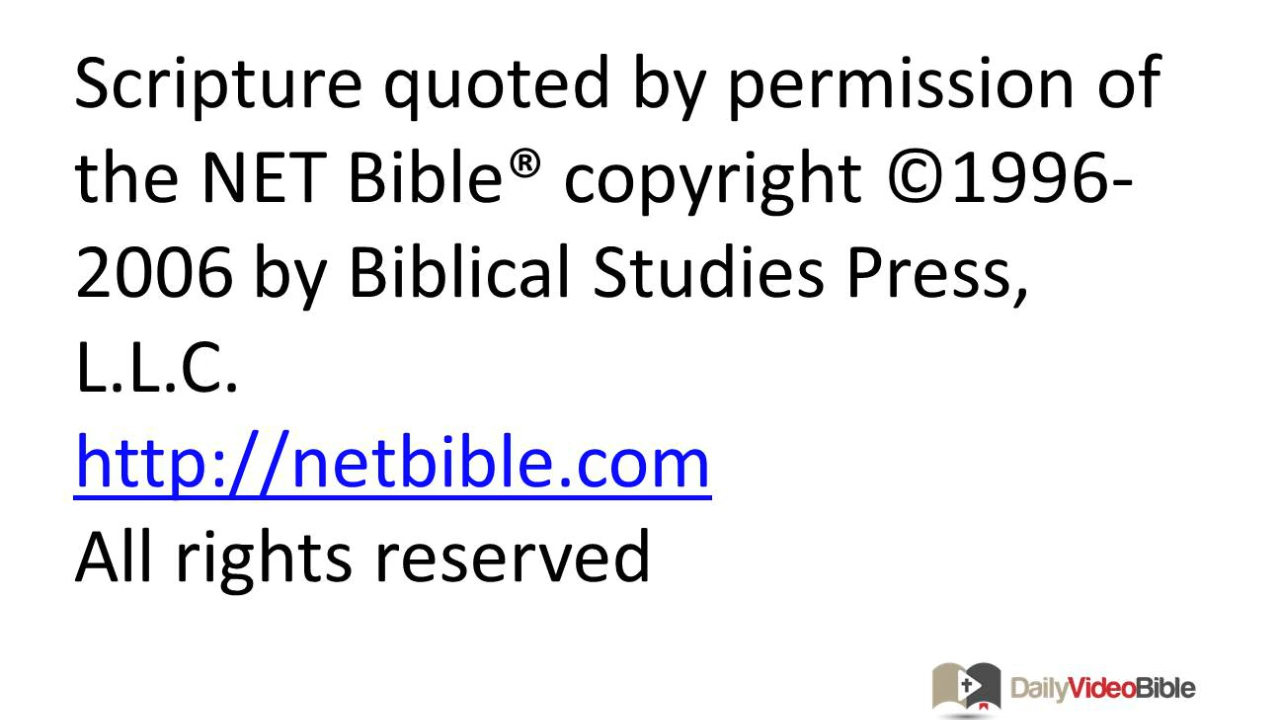 Scripture quoted by permission of
the NET Bible® copyright ©1996-
2006 by Biblical Studies Press,
L.L.C.
http://netbible.com
All rights reserved
DailyVideoBible